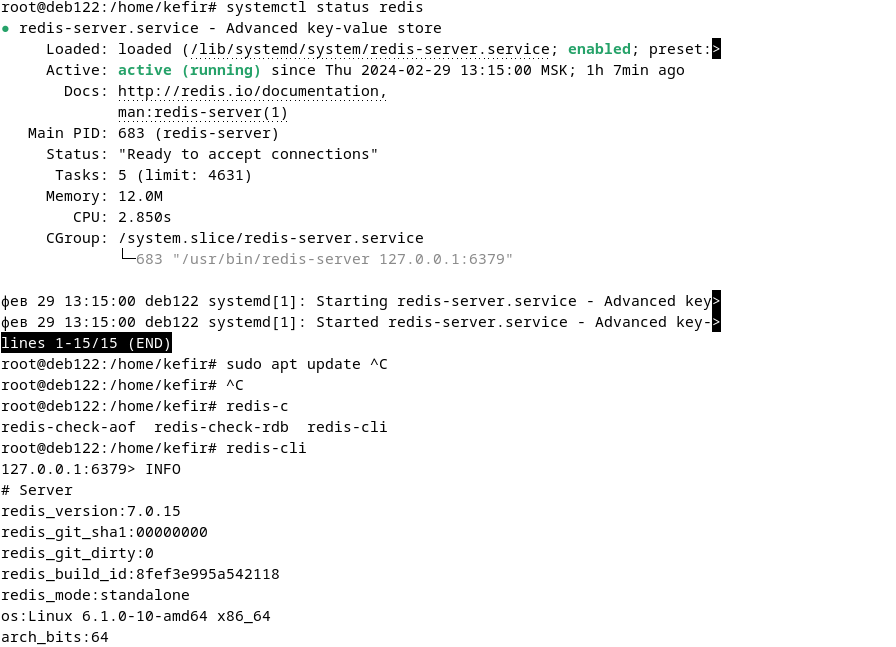 root@deb122:/home/kefir# systemctl status redis
● redis-server.service - Advanced key-value store
     Loaded: loaded (/lib/systemd/system/redis-server.service; enabled; preset:>
     Active: active (running) since Thu 2024-02-29 13:15:00 MSK; 1h 7min ago
       Docs: http://redis.io/documentation,
             man:redis-server(1)
   Main PID: 683 (redis-server)
     Status: "Ready to accept connections"
      Tasks: 5 (limit: 4631)
     Memory: 12.0M
        CPU: 2.850s
     CGroup: /system.slice/redis-server.service
             └─683 "/usr/bin/redis-server 127.0.0.1:6379"

фев 29 13:15:00 deb122 systemd[1]: Starting redis-server.service - Advanced key>
фев 29 13:15:00 deb122 systemd[1]: Started redis-server.service - Advanced key->
lines 1-15/15 (END)
root@deb122:/home/kefir# sudo apt update ^C
root@deb122:/home/kefir# ^C
root@deb122:/home/kefir# redis-c
redis-check-aof  redis-check-rdb  redis-cli
root@deb122:/home/kefir# redis-cli
127.0.0.1:6379> INFO
# Server
redis_version:7.0.15
redis_git_sha1:00000000
redis_git_dirty:0
redis_build_id:8fef3e995a542118
redis_mode:standalone
os:Linux 6.1.0-10-amd64 x86_64
arch_bits:64